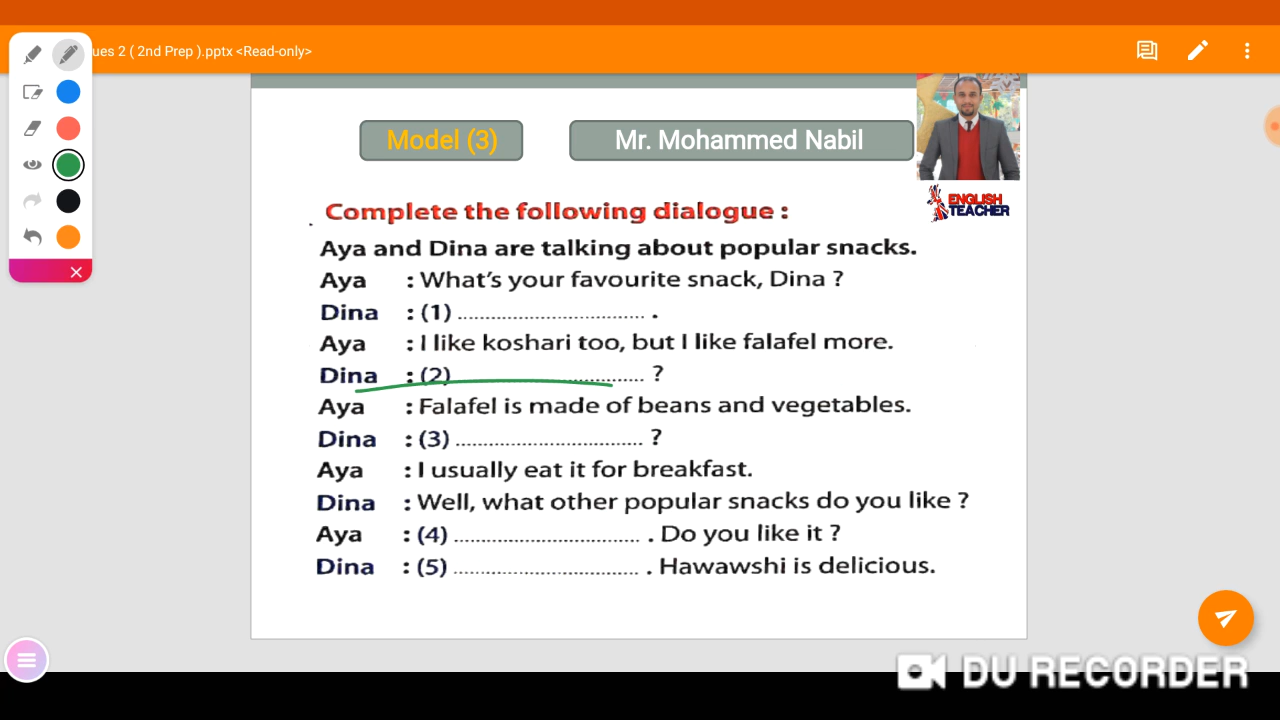 ues 2 ( 2nd Prep ).pptx <Read-only>
Model (3)
Mr. Mohammed Nabil
ENGLISH
TEACHER
Complete the following dialogue :
Aya and Dina are talking about popular snacks.
Aya : What's your favourite snack, Dina ?
Dina : (1) ................................ .
Aya : I like koshari too, but I like falafel more.
Dina : (2) ................................ ?
Aya : Falafel is made of beans and vegetables.
Dina : (3) ................................ ?
Aya : I usually eat it for breakfast.
Dina : Well, what other popular snacks do you like ?
Aya : (4) ................................ . Do you like it ?
Dina : (5) ................................ . Hawawshi is delicious.
DU RECORDER